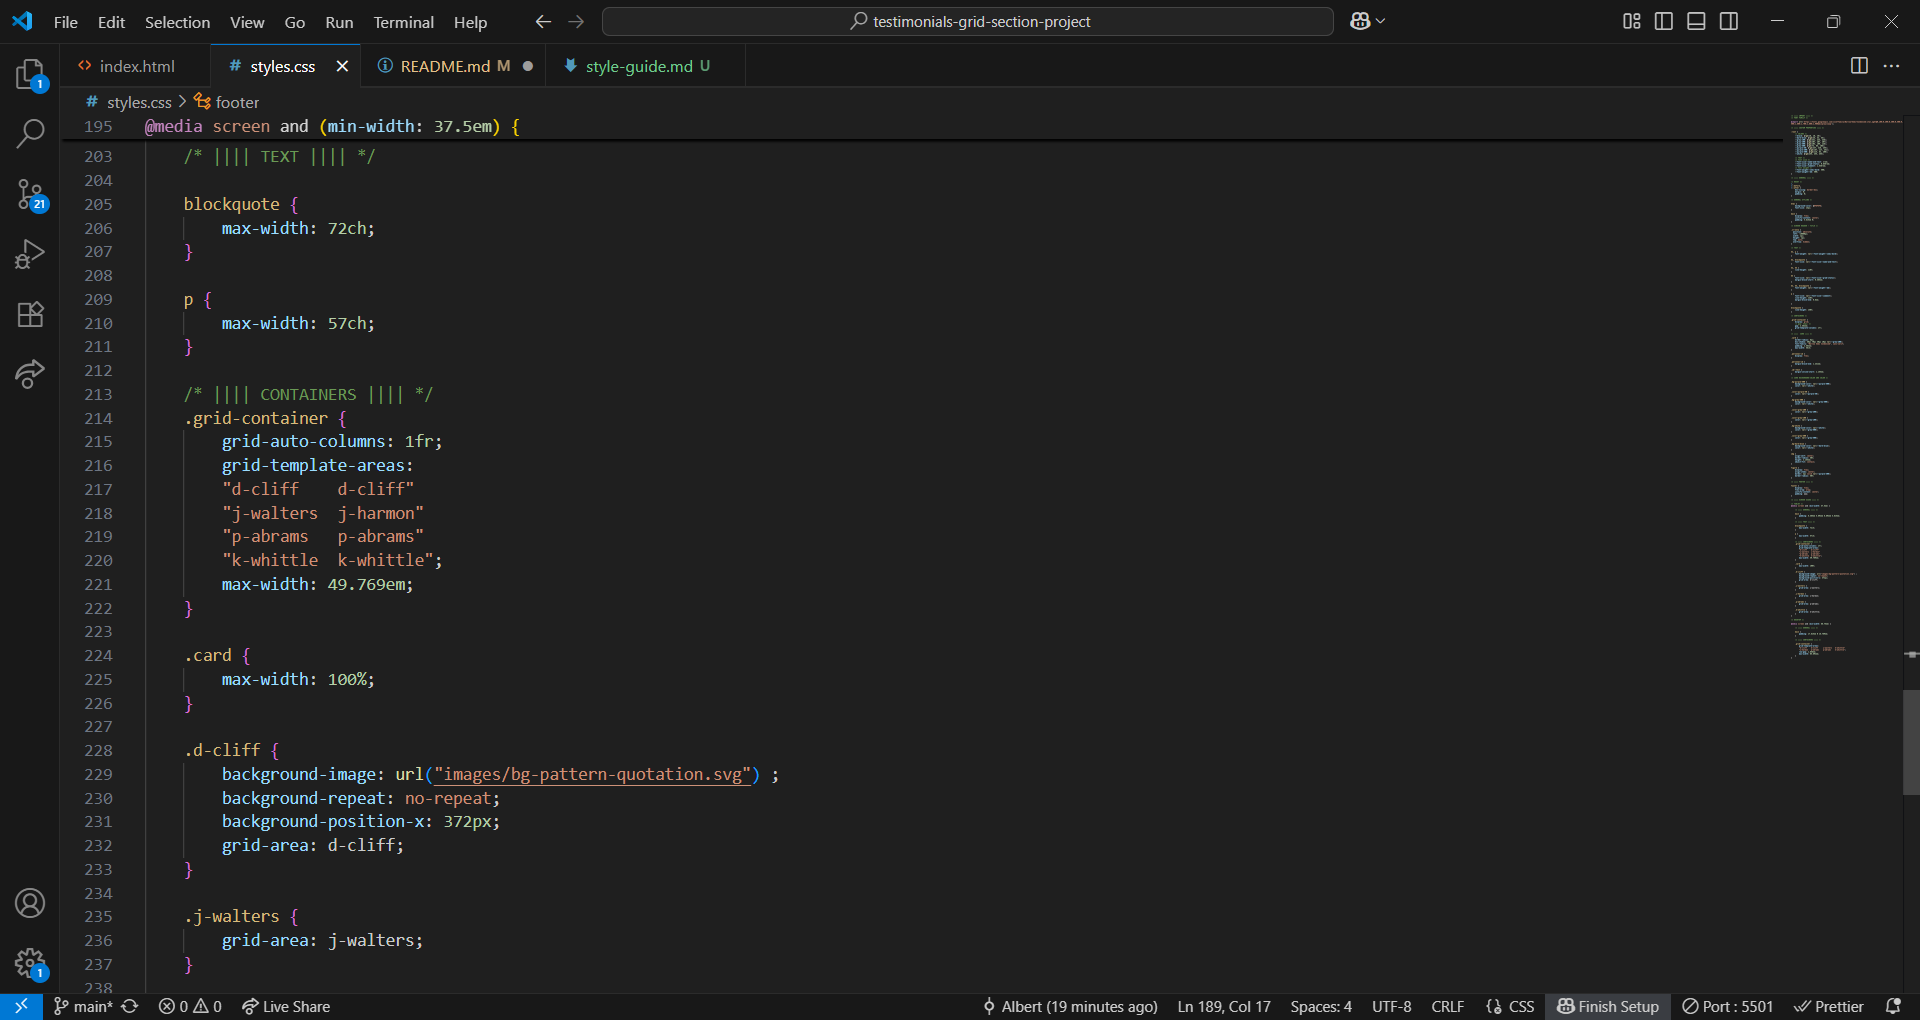 File Edit Selection View Go Run Terminal Help
testimonials-grid-section-project
1
index.html
# styles.css
README.md M
style-guide.md U
# styles.css > footer
195 @media screen and (min-width: 37.5em) {
203 /* |||| TEXT |||| */
204
205 blockquote {
206 max-width: 72ch;
207 }
208
209 p {
210 max-width: 57ch;
211 }
212
213 /* |||| CONTAINERS |||| */
214 .grid-container {
215 grid-auto-columns: 1fr;
216 grid-template-areas:
217 "d-cliff    d-cliff"
218 "j-walters  j-harmon"
219 "p-abrams   p-abrams"
220 "k-whittle  k-whittle";
221 max-width: 49.769em;
222 }
223
224 .card {
225 max-width: 100%;
226 }
227
228 .d-cliff {
229 background-image: url("images/bg-pattern-quotation.svg") ;
230 background-repeat: no-repeat;
231 background-position-x: 372px;
232 grid-area: d-cliff;
233 }
234
235 .j-walters {
236 grid-area: j-walters;
237 }
238
21
1
main* 0 0 Live Share Albert (19 minutes ago) Ln 189, Col 17 Spaces: 4 UTF-8 CRLF {} CSS Finish Setup Port : 5501 Prettier